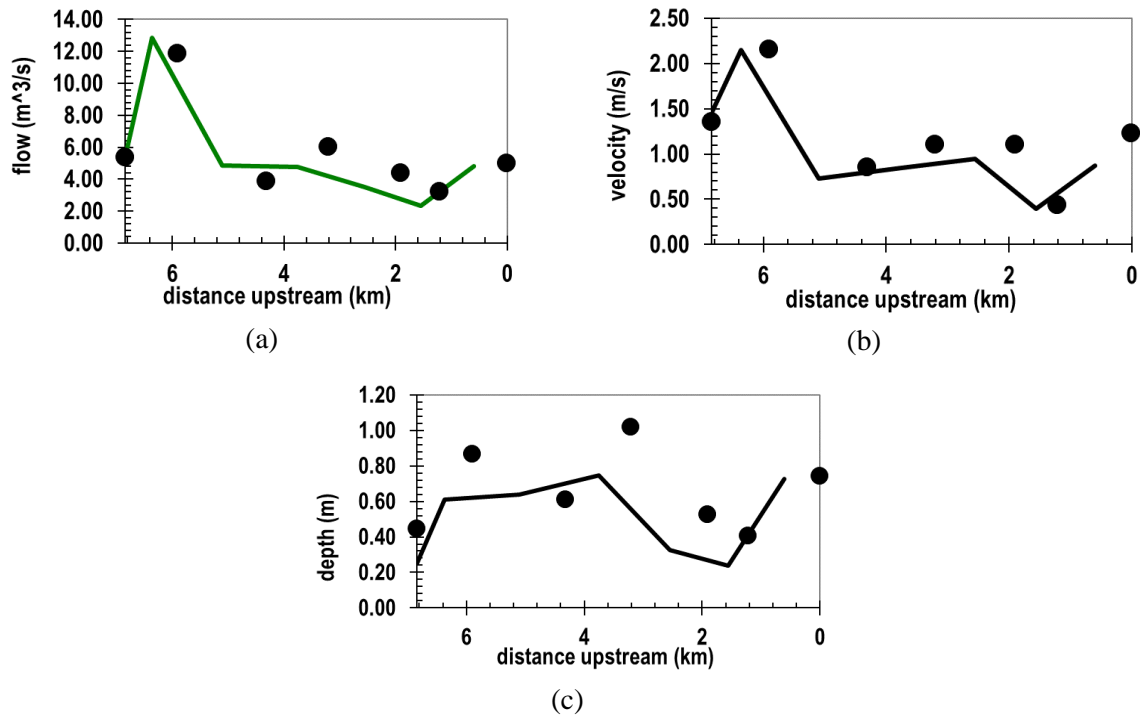 14.00
12.00
10.00
8.00
6.00
4.00
2.00
0.00
flow (m^3/s)
6 4 2 0
distance upstream (km)
(a)
2.50
2.00
1.50
1.00
0.50
0.00
velocity (m/s)
6 4 2 0
distance upstream (km)
(b)
1.20
1.00
0.80
0.60
0.40
0.20
0.00
depth (m)
6 4 2 0
distance upstream (km)
(c)